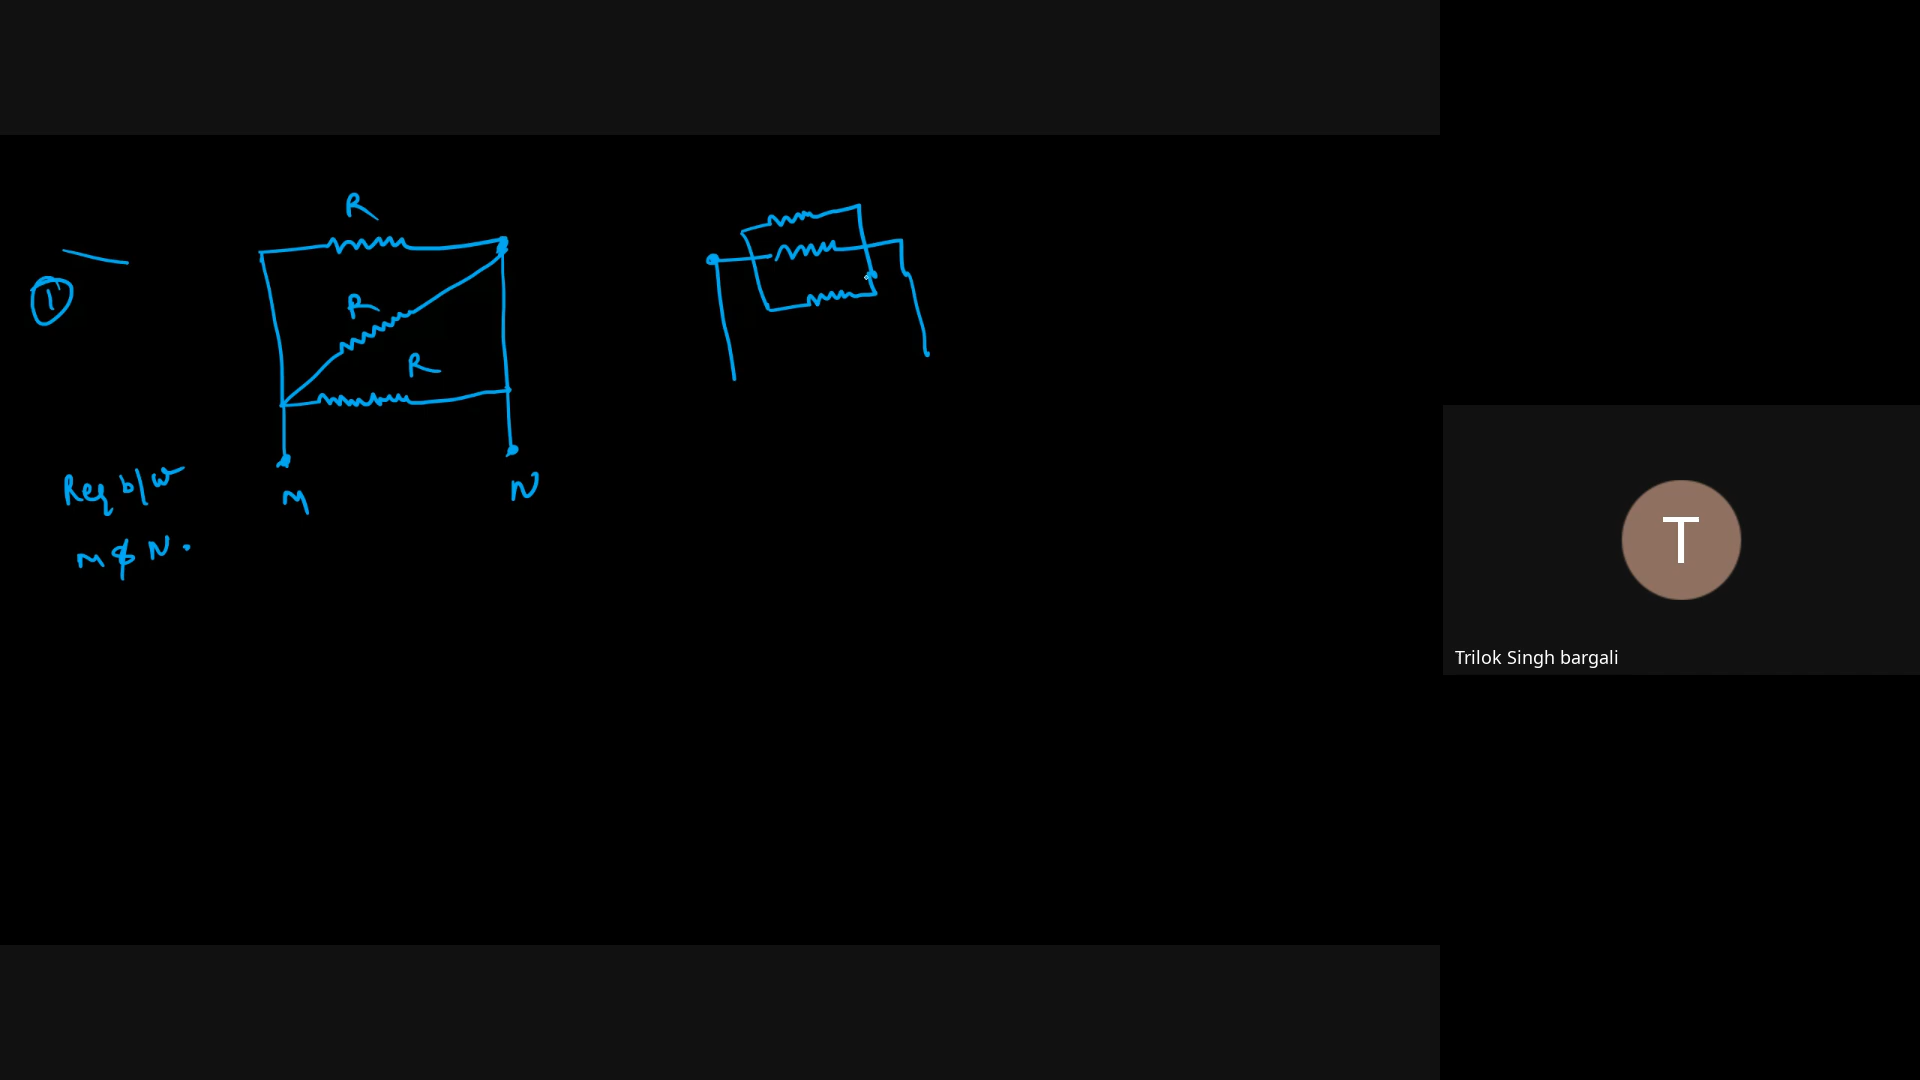 R
①
R
R
Req b/w
M & N.
M
N
T
Trilok Singh bargali